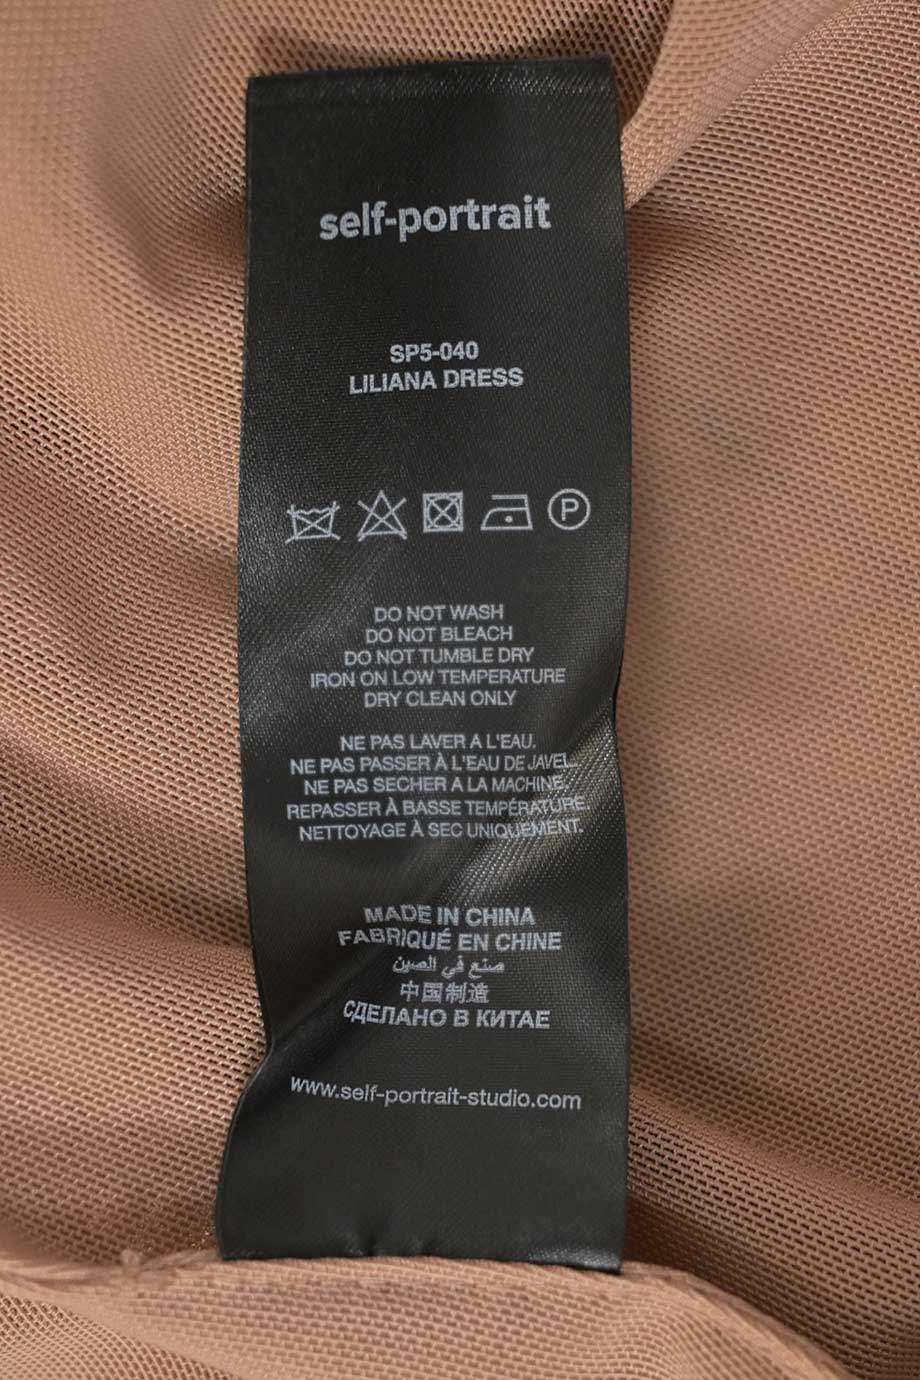 self-portrait
SP5-040
LILIANA DRESS
P
DO NOT WASH
DO NOT BLEACH
DO NOT TUMBLE DRY
IRON ON LOW TEMPERATURE
DRY CLEAN ONLY
NE PAS LAVER A L'EAU.
NE PAS PASSER À L'EAU DE JAVEL.
NE PAS SECHER A LA MACHINE.
REPASSER À BASSE TEMPÉRATURE
NETTOYAGE À SEC UNIQUEMENT.
MADE IN CHINA
FABRIQUÉ EN CHINE
صنع في الصين
中国制造
СДЕЛАНО В КИТАЕ
www.self-portrait-studio.com